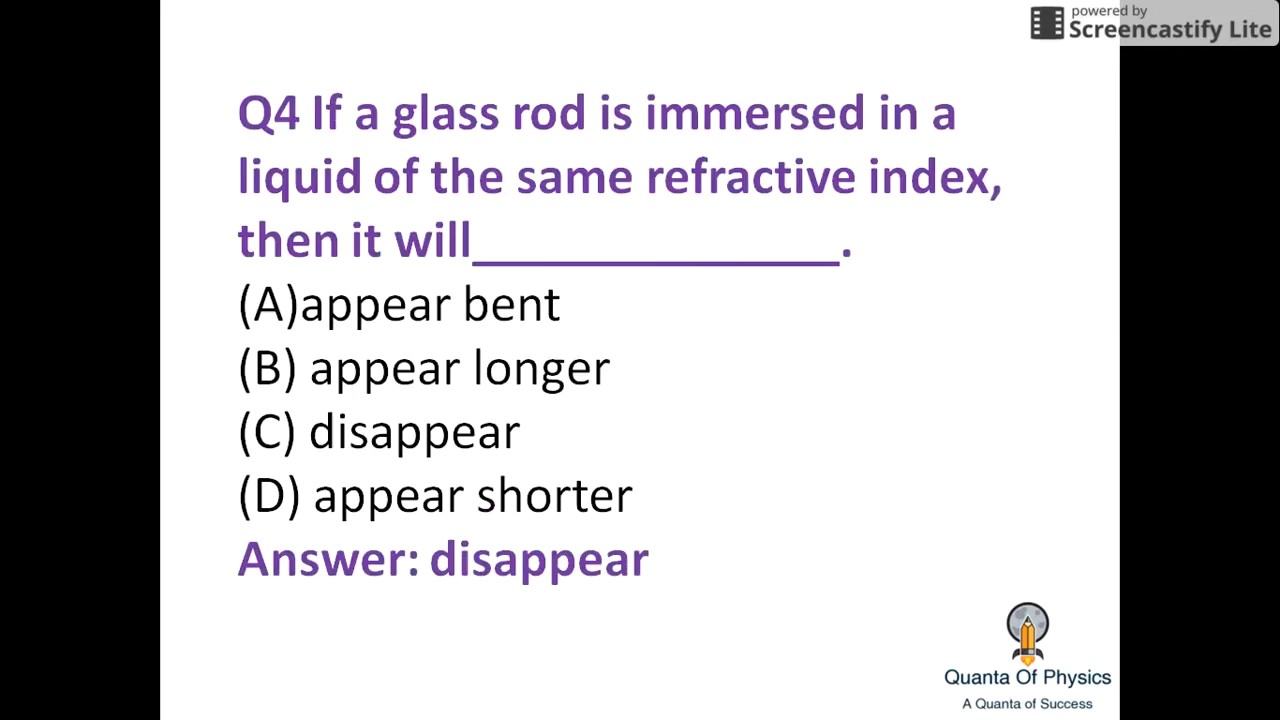 powered by
Screencastify Lite
Q4 If a glass rod is immersed in a
liquid of the same refractive index,
then it will______________.
(A)appear bent
(B) appear longer
(C) disappear
(D) appear shorter
Answer: disappear
Quanta Of Physics
A Quanta of Success